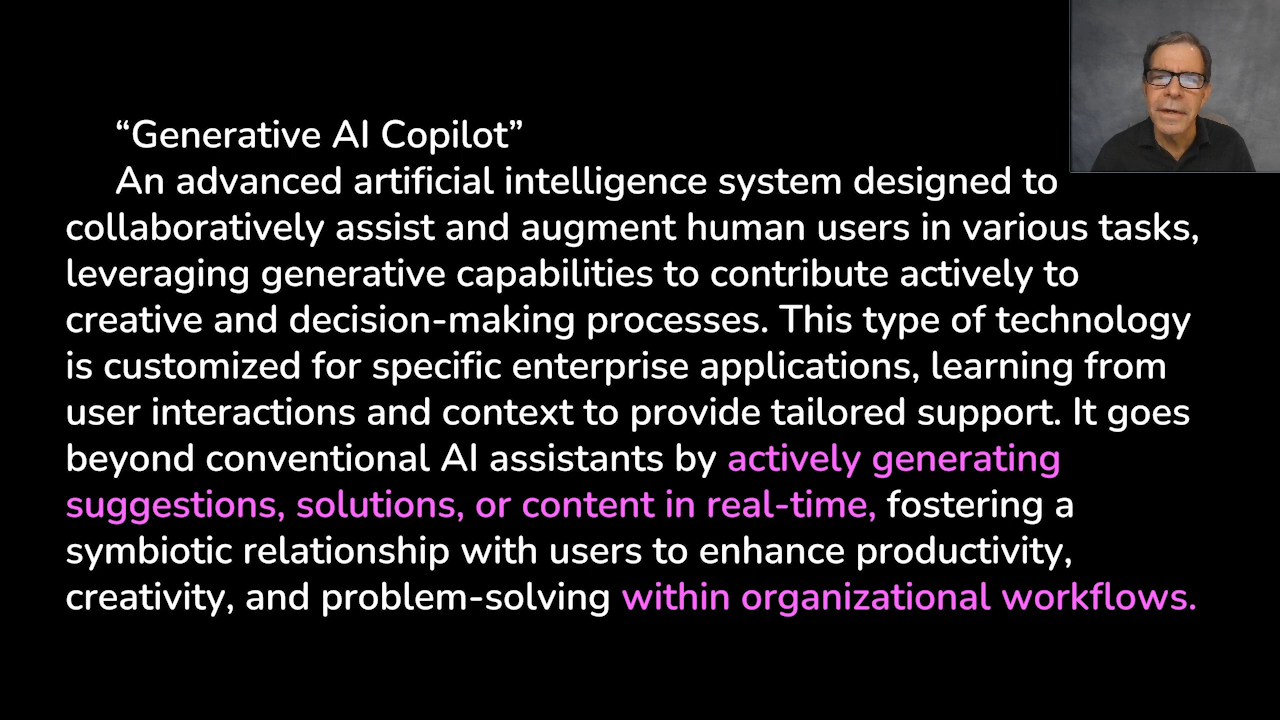 “Generative AI Copilot”
An advanced artificial intelligence system designed to
collaboratively assist and augment human users in various tasks,
leveraging generative capabilities to contribute actively to
creative and decision-making processes. This type of technology
is customized for specific enterprise applications, learning from
user interactions and context to provide tailored support. It goes
beyond conventional AI assistants by actively generating
suggestions, solutions, or content in real-time, fostering a
symbiotic relationship with users to enhance productivity,
creativity, and problem-solving within organizational workflows.